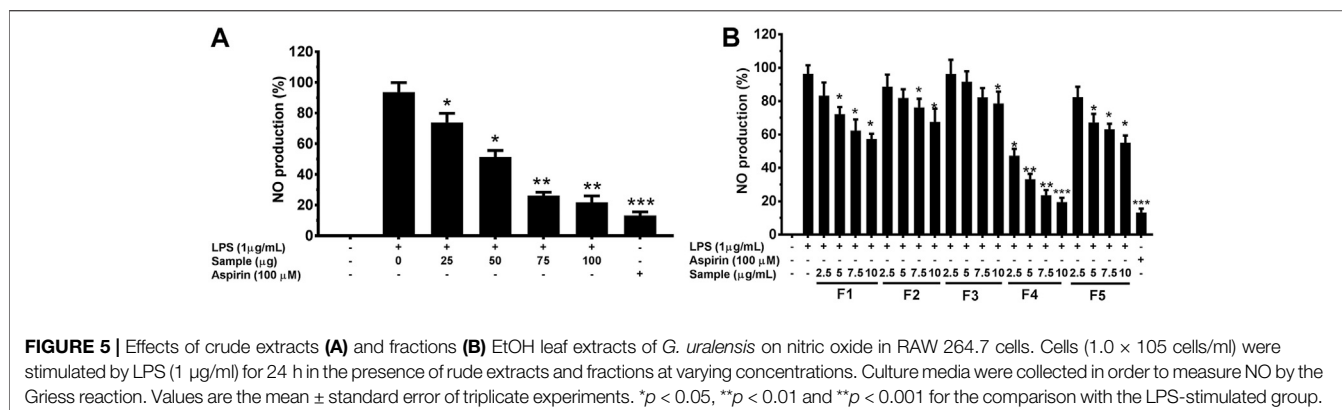 A
120
100
80
60
40
20
0
NO production (%)
* * ** ** ***
LPS (1μg/mL) - + + + + + -
Sample (μg) - 0 25 50 75 100 -
Aspirin (100 μM) - - - - - - +
B
120
100
80
60
40
20
0
NO production (%)
* * * * * * * ** ** *** * * * ***
LPS (1μg/mL) - + + + + + + + + + + + + + + + + + + + + + -
Aspirin (100 μM) - - - - - - - - - - - - - - - - - - - - - - +
Sample (μg/mL) - - 2.5 5 7.5 10 2.5 5 7.5 10 2.5 5 7.5 10 2.5 5 7.5 10 2.5 5 7.5 10 -
F1 F2 F3 F4 F5
FIGURE 5 | Effects of crude extracts (A) and fractions (B) EtOH leaf extracts of G. uralensis on nitric oxide in RAW 264.7 cells. Cells (1.0 × 105 cells/ml) were
stimulated by LPS (1 μg/ml) for 24 h in the presence of rude extracts and fractions at varying concentrations. Culture media were collected in order to measure NO by the
Griess reaction. Values are the mean ± standard error of triplicate experiments. *p < 0.05, **p < 0.01 and **p < 0.001 for the comparison with the LPS-stimulated group.